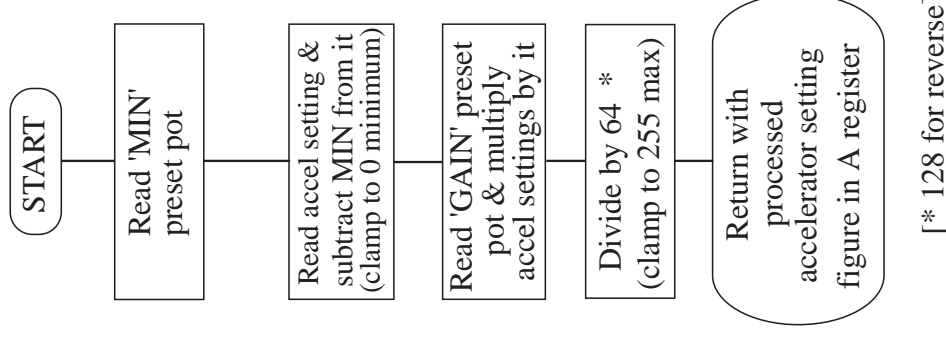 START
Read 'MIN'
preset pot
Read accel setting &
subtract MIN from it
(clamp to 0 minimum)
Read 'GAIN' preset
pot & multiply
accel settings by it
Divide by 64 *
(clamp to 255 max)
Return with
processed
accelerator setting
figure in A register
[* 128 for reverse]